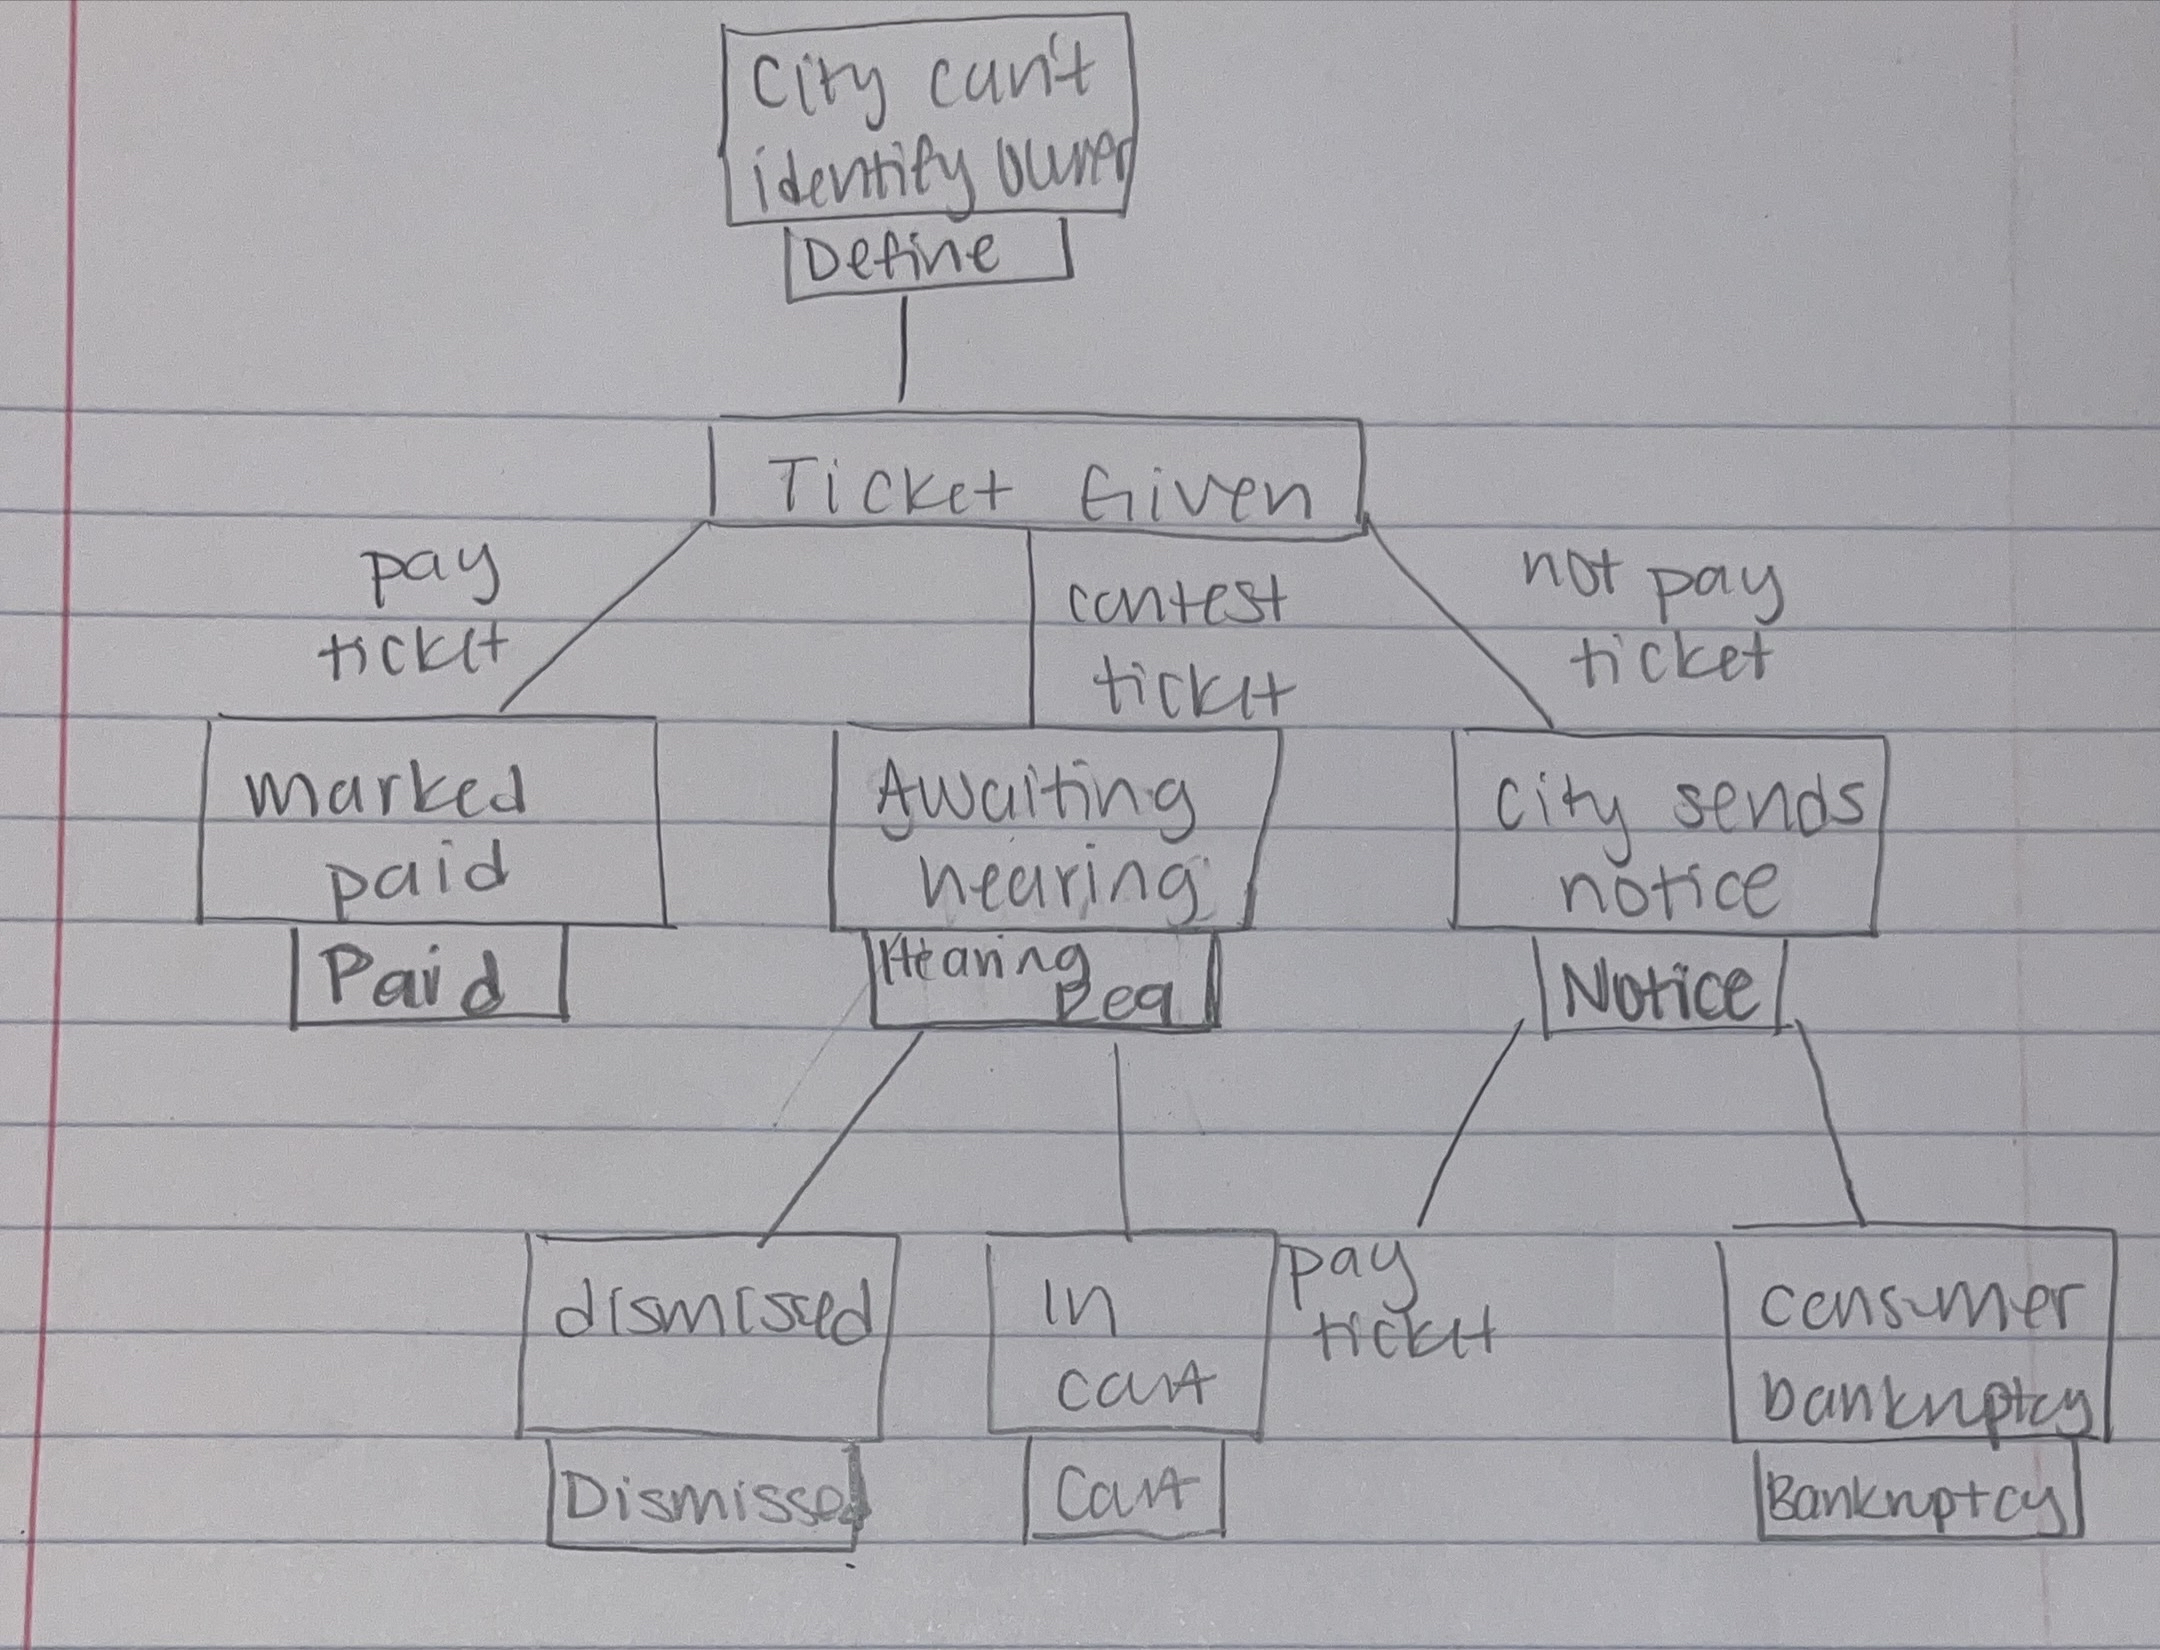 City can't
identify owner
Define
Ticket Given
pay
ticket
contest
ticket
not pay
ticket
marked
paid
Paid
Awaiting
hearing
Hearing
Req
city sends
notice
Notice
dismissed
Dismissed
in
court
Court
pay
ticket
consumer
bankruptcy
Bankruptcy